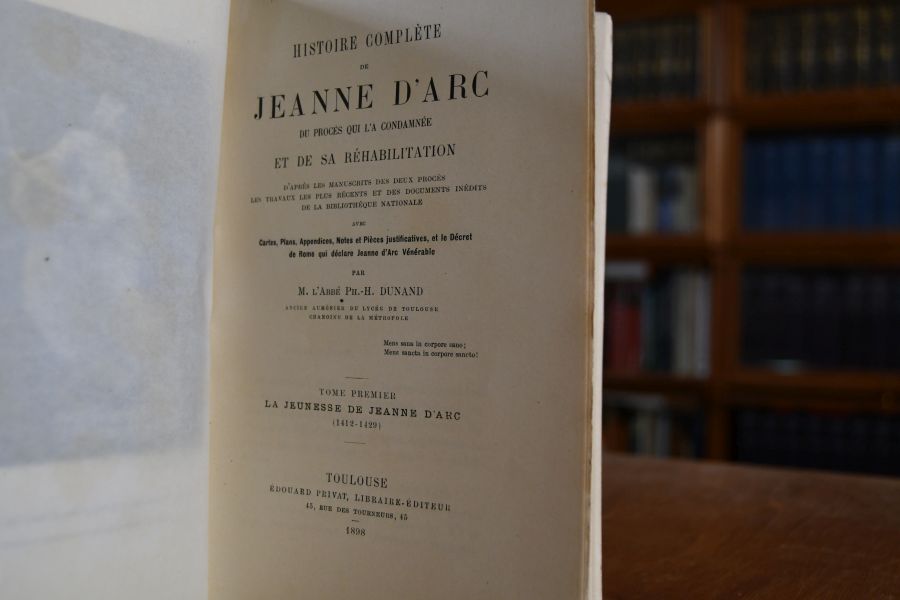 HISTOIRE COMPLÈTE
DE
JEANNE D'ARC
DU PROCÈS QUI L'A CONDAMNÉE
ET DE SA RÉHABILITATION
D'APRÈS LES MANUSCRITS DES DEUX PROCÈS
LES TRAVAUX LES PLUS RÉCENTS ET DES DOCUMENTS INÉDITS
DE LA BIBLIOTHÈQUE NATIONALE
AVEC
Cartes, Plans, Appendices, Notes et Pièces justificatives, et le Décret
de Rome qui déclare Jeanne d'Arc Vénérable
PAR
M. L'ABBÉ PH.-H. DUNAND
ANCIEN AUMÔNIER DU LYCÉE DE TOULOUSE
CHANOINE DE LA MÉTROPOLE
Mens sana in corpore sano;
Mens sancta in corpore sancto!
TOME PREMIER
LA JEUNESSE DE JEANNE D'ARC
(1412-1429)
TOULOUSE
ÉDOUARD PRIVAT, LIBRAIRE-ÉDITEUR
45, RUE DES TOURNEURS, 45
1898